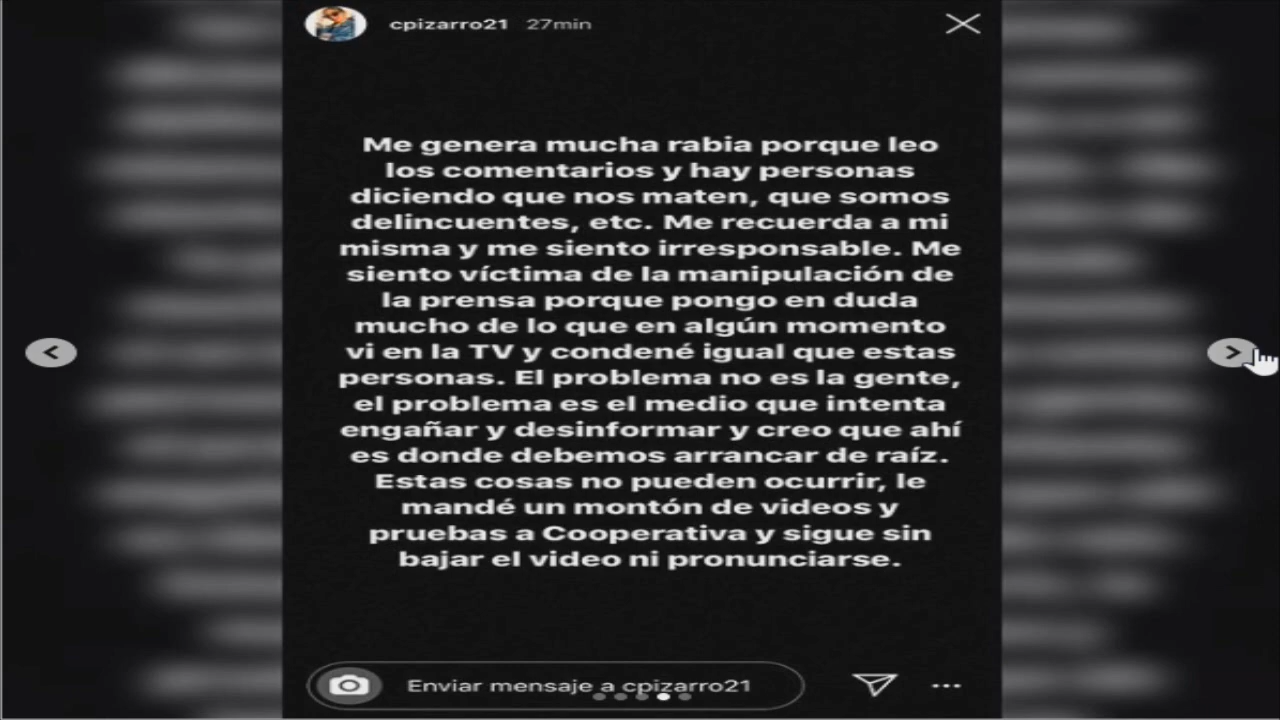 cpizarro21 27min
Me genera mucha rabia porque leo
los comentarios y hay personas
diciendo que nos maten, que somos
delincuentes, etc. Me recuerda a mi
misma y me siento irresponsable. Me
siento víctima de la manipulación de
la prensa porque pongo en duda
mucho de lo que en algún momento
vi en la TV y condené igual que estas
personas. El problema no es la gente,
el problema es el medio que intenta
engañar y desinformar y creo que ahí
es donde debemos arrancar de raíz.
Estas cosas no pueden ocurrir, le
mandé un montón de videos y
pruebas a Cooperativa y sigue sin
bajar el video ni pronunciarse.
Enviar mensaje a cpizarro21